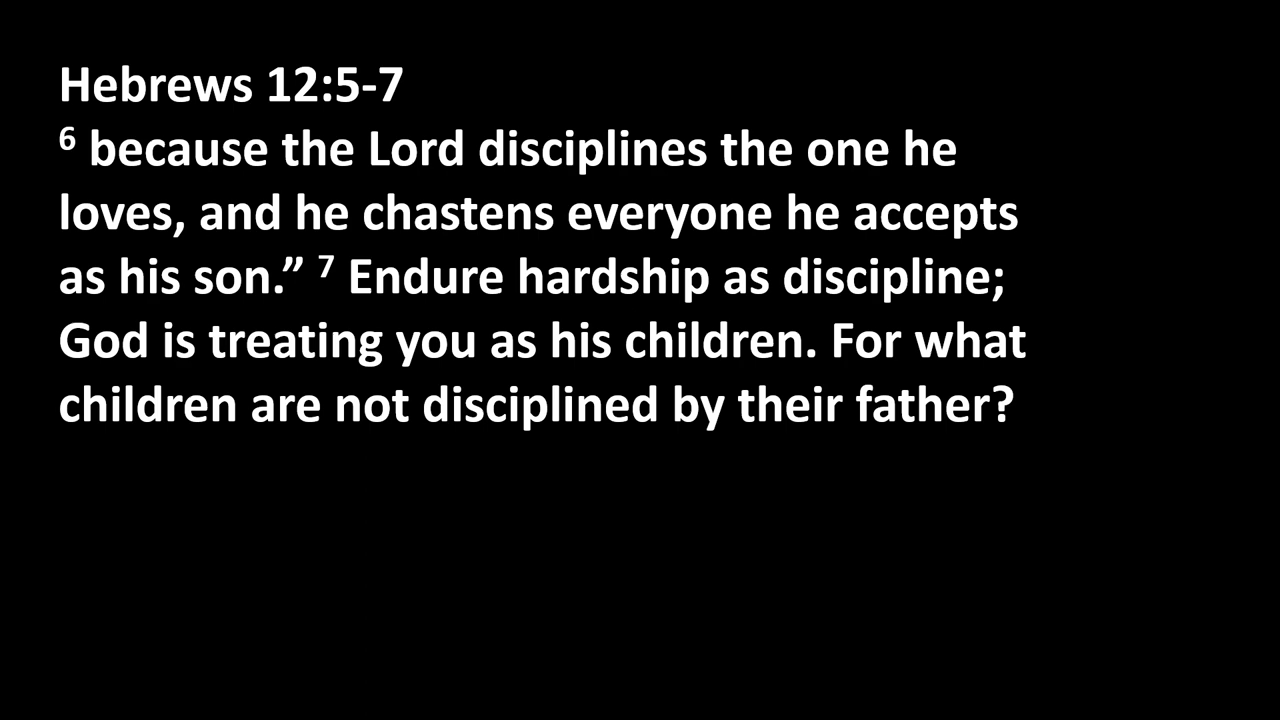 Hebrews 12:5-7
⁶ because the Lord disciplines the one he
loves, and he chastens everyone he accepts
as his son.” ⁷ Endure hardship as discipline;
God is treating you as his children. For what
children are not disciplined by their father?